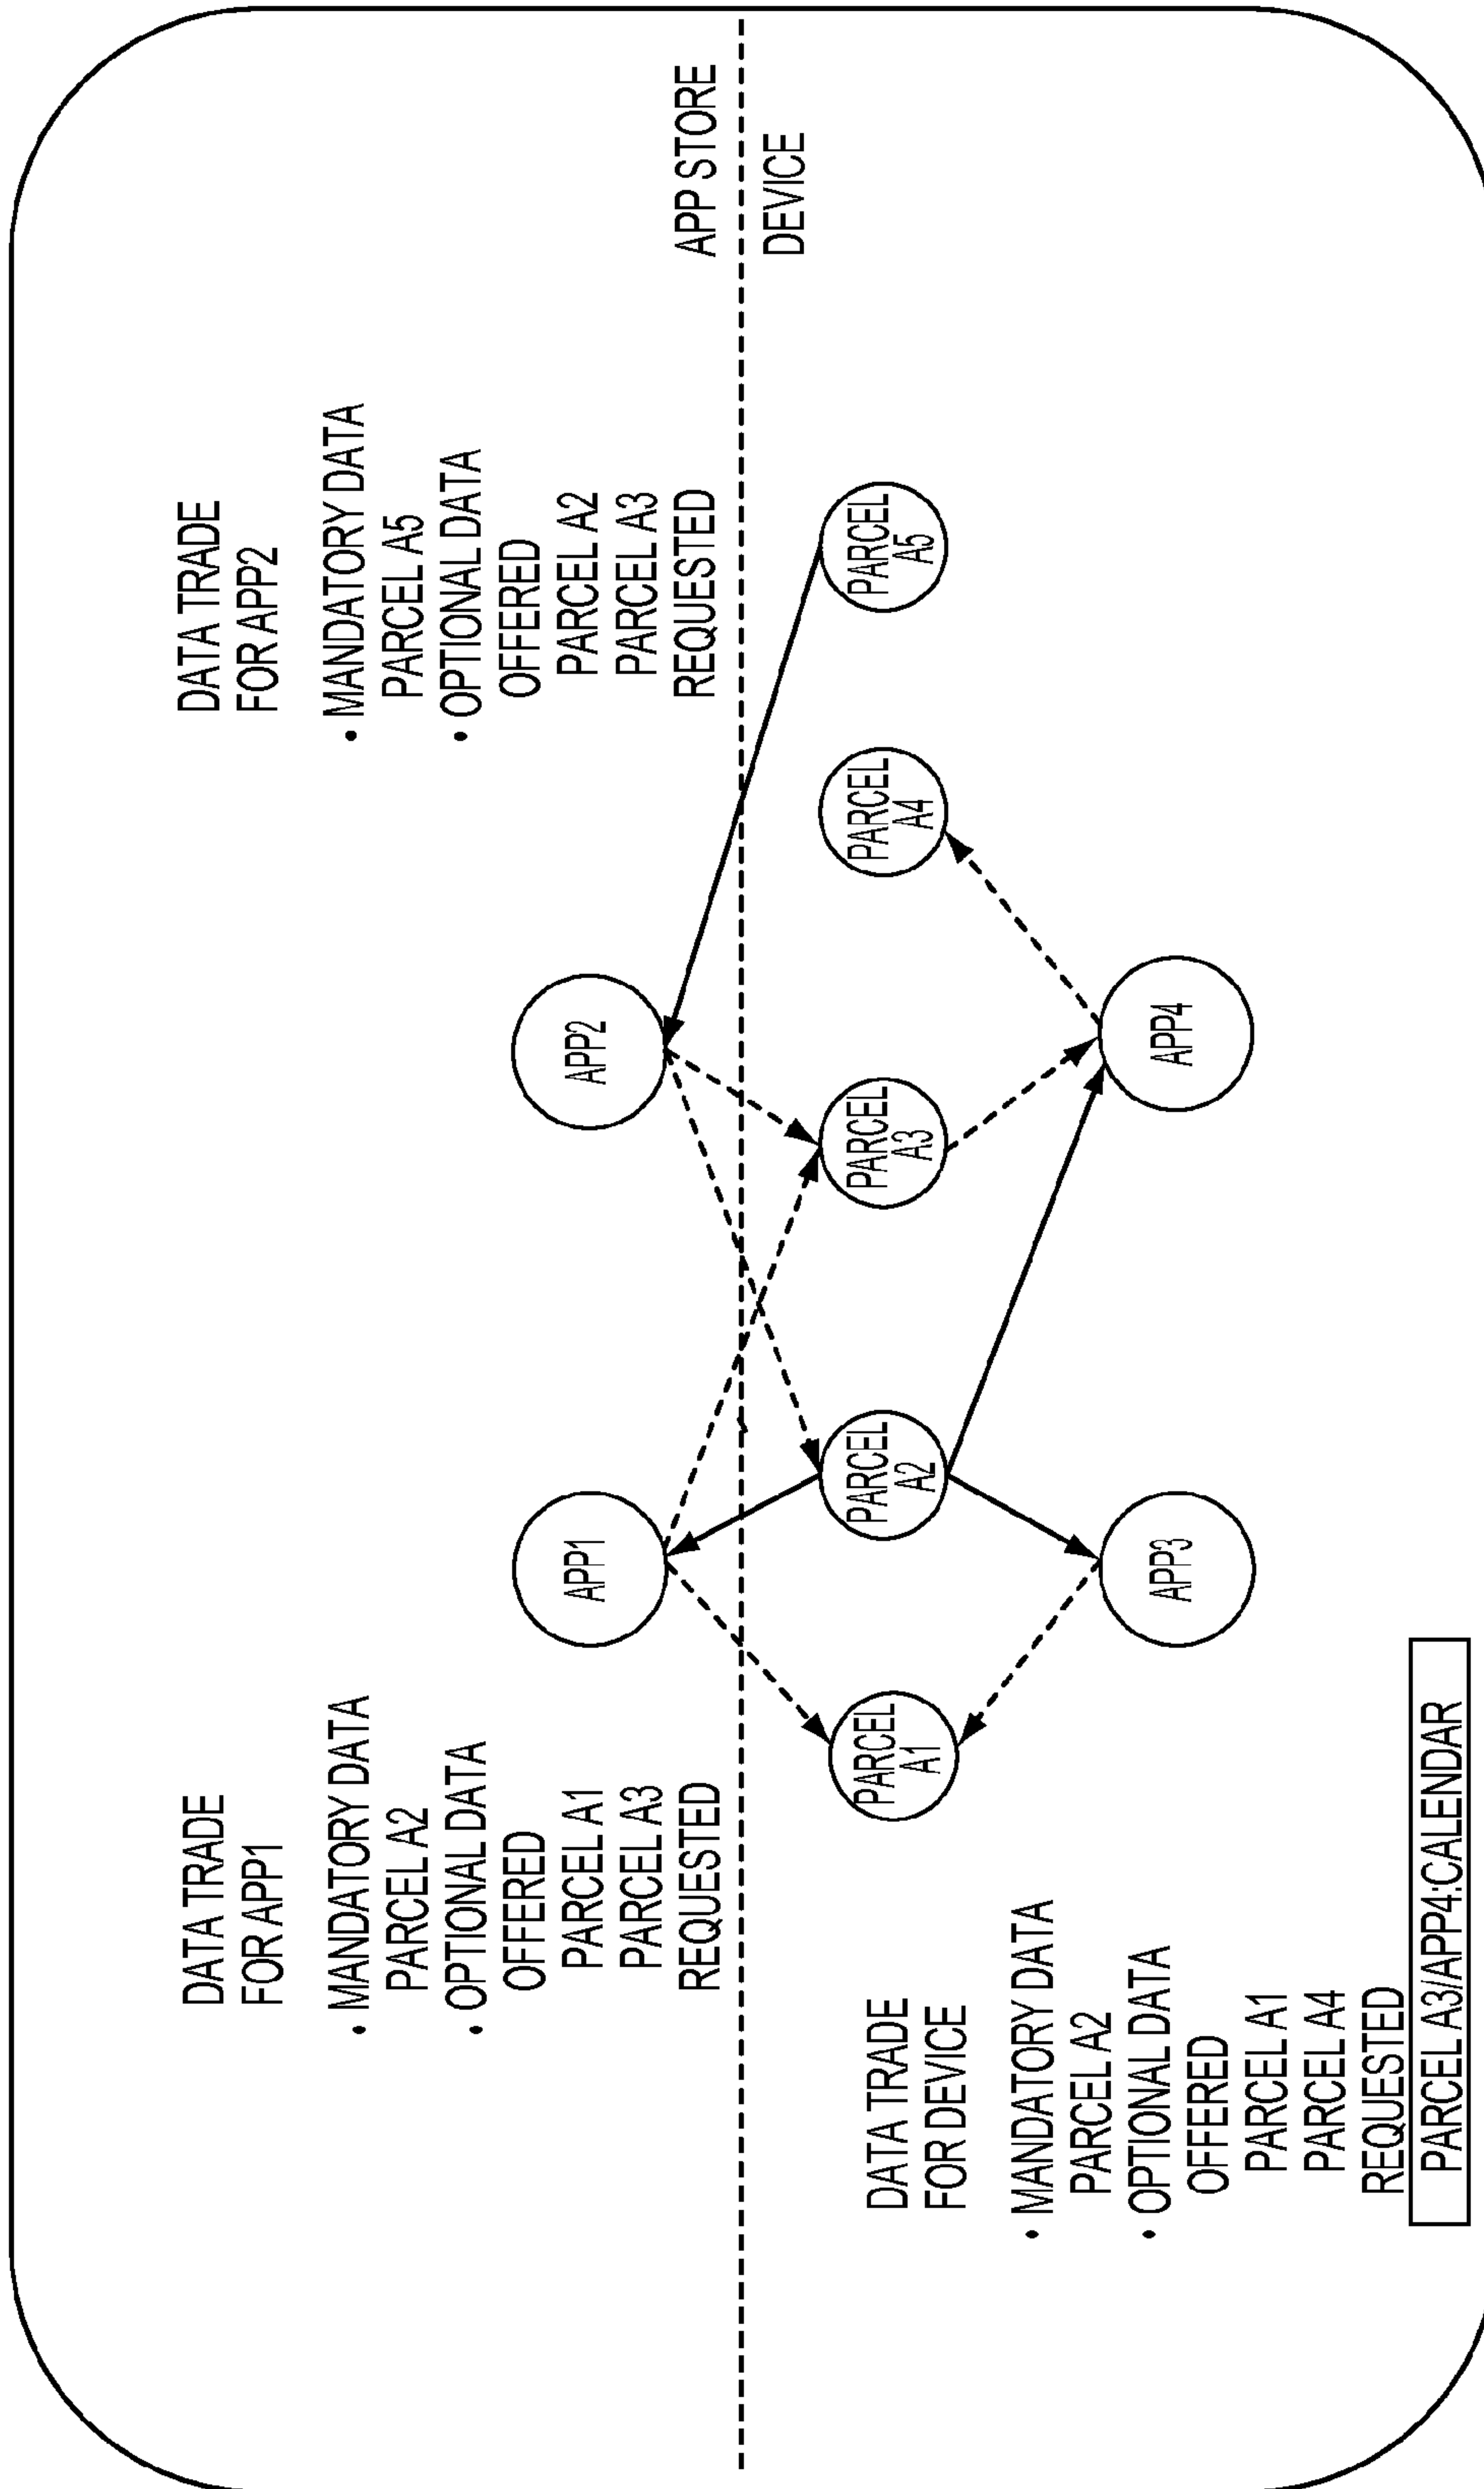 DATA TRADE
FOR APP1
• MANDATORY DATA
PARCEL A2
• OPTIONAL DATA
OFFERED
PARCEL A1
PARCEL A3
REQUESTED
DATA TRADE
FOR APP2
• MANDATORY DATA
PARCEL A5
• OPTIONAL DATA
OFFERED
PARCEL A2
PARCEL A3
REQUESTED
APP1
APP2
APP STORE
DEVICE
PARCEL
A1
PARCEL
A2
PARCEL
A3
PARCEL
A4
PARCEL
A5
APP3
APP4
DATA TRADE
FOR DEVICE
• MANDATORY DATA
PARCEL A2
• OPTIONAL DATA
OFFERED
PARCEL A1
PARCEL A4
REQUESTED
PARCEL A3/APP4:CALENDAR